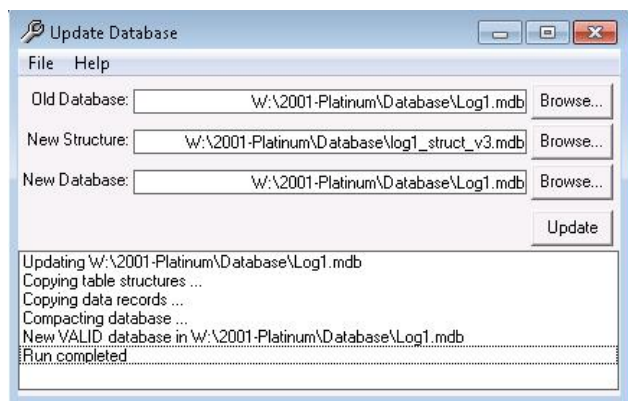 Update Database
File Help
Old Database: W:\2001-Platinum\Database\Log1.mdb Browse...
New Structure: W:\2001-Platinum\Database\log1_struct_v3.mdb Browse...
New Database: W:\2001-Platinum\Database\Log1.mdb Browse...
Update
Updating W:\2001-Platinum\Database\Log1.mdb
Copying table structures ...
Copying data records ...
Compacting database ...
New VALID database in W:\2001-Platinum\Database\Log1.mdb
Run completed